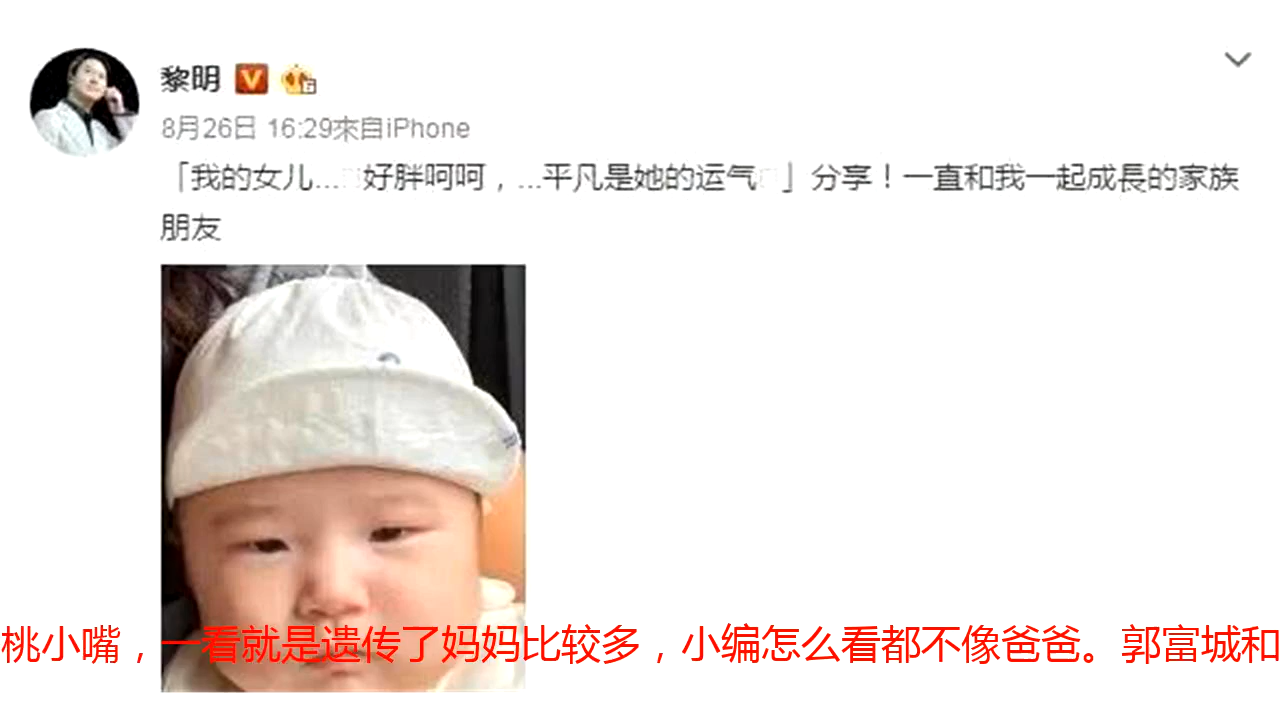 黎明
8月26日 16:29來自iPhone
「我的女儿... 好胖呵呵，...平凡是她的运气 」分享！一直和我一起成長的家族
朋友
桃小嘴，一看就是遗传了妈妈比较多，小编怎么看都不像爸爸。郭富城和